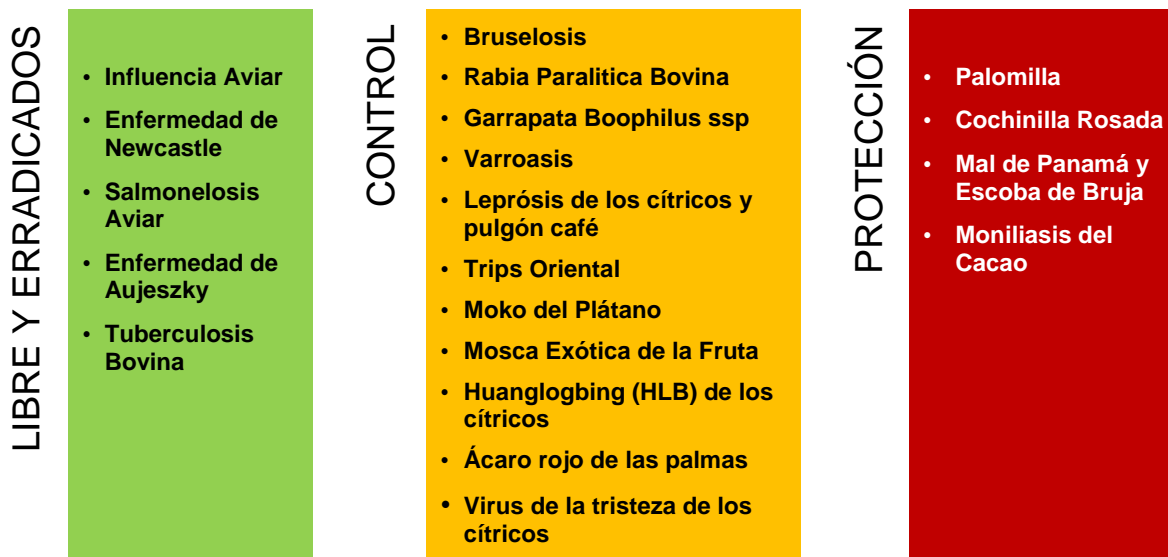 LIBRE Y ERRADICADOS
• Influencia Aviar
• Enfermedad de
Newcastle
• Salmonelosis
Aviar
• Enfermedad de
Aujeszky
• Tuberculosis
Bovina
CONTROL
• Bruselosis
• Rabia Paralitica Bovina
• Garrapata Boophilus ssp
• Varroasis
• Leprósis de los cítricos y
pulgón café
• Trips Oriental
• Moko del Plátano
• Mosca Exótica de la Fruta
• Huanglogbing (HLB) de los
cítricos
• Ácaro rojo de las palmas
• Virus de la tristeza de los
cítricos
PROTECCIÓN
• Palomilla
• Cochinilla Rosada
• Mal de Panamá y
Escoba de Bruja
• Moniliasis del
Cacao